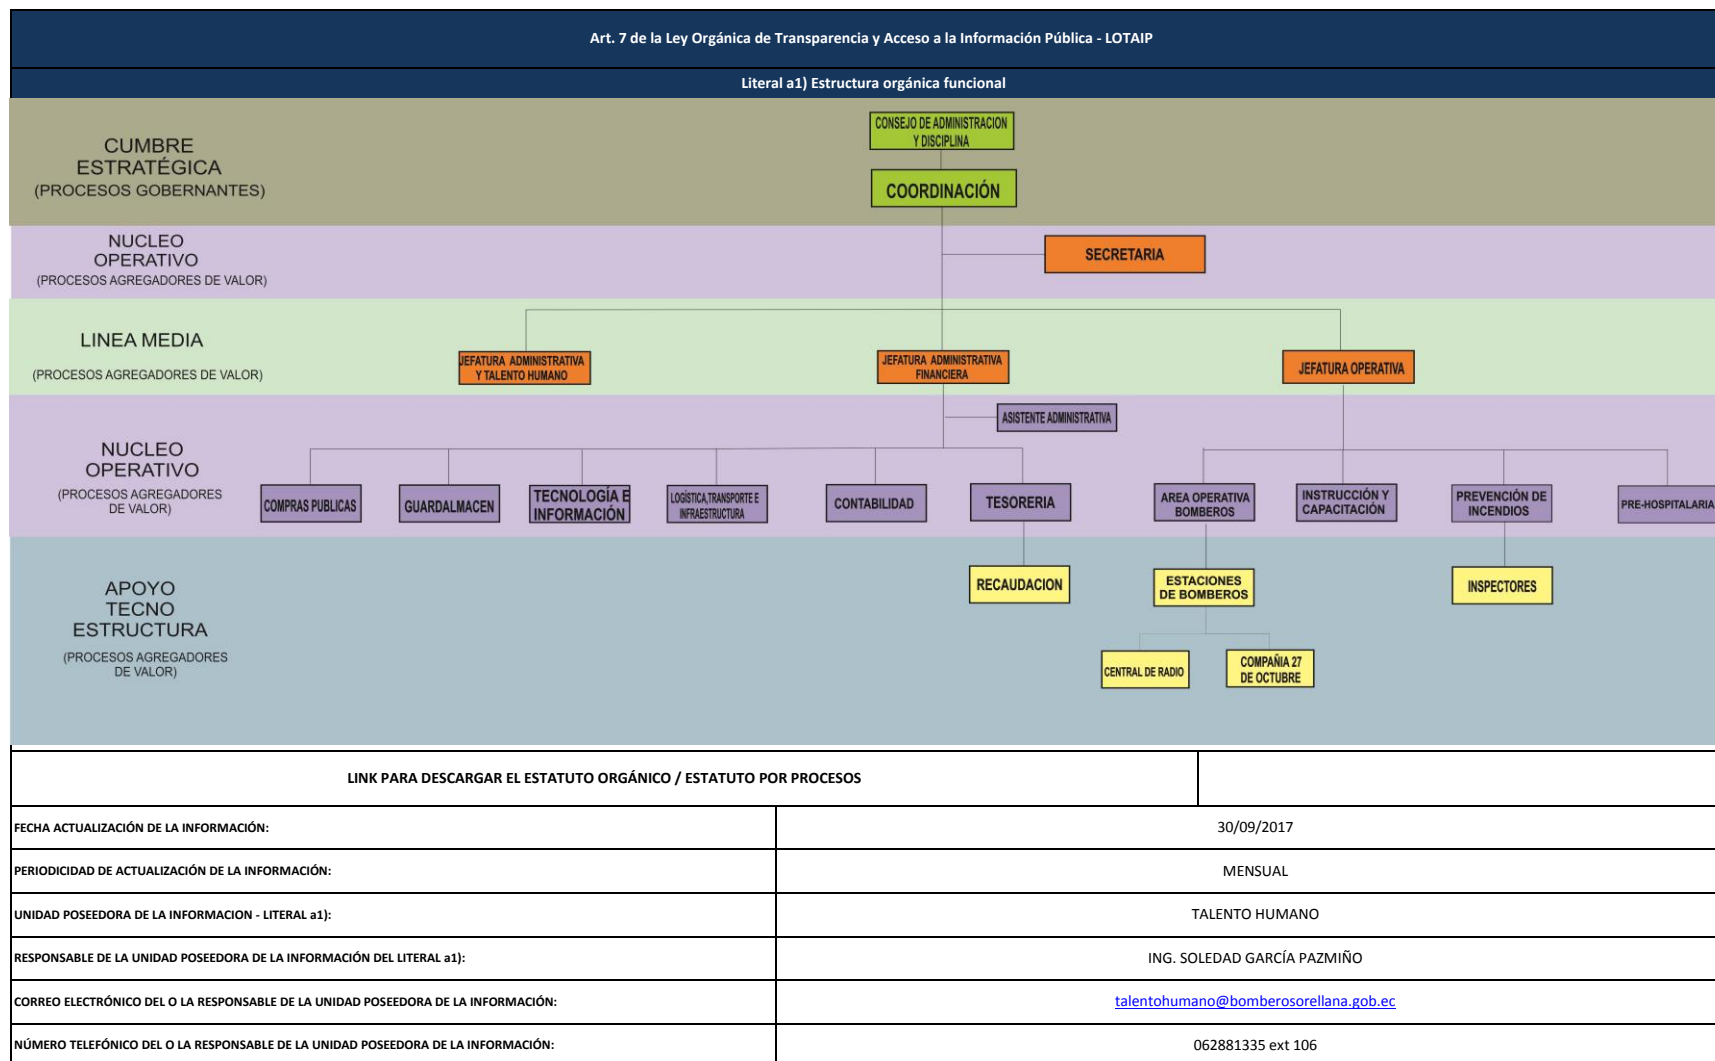 Art. 7 de la Ley Orgánica de Transparencia y Acceso a la Información Pública - LOTAIP
Literal a1) Estructura orgánica funcional
CUMBRE
ESTRATÉGICA
(PROCESOS GOBERNANTES)
CONSEJO DE ADMINISTRACION
Y DISCIPLINA
COORDINACIÓN
NUCLEO
OPERATIVO
(PROCESOS AGREGADORES DE VALOR)
SECRETARIA
LINEA MEDIA
(PROCESOS AGREGADORES DE VALOR)
JEFATURA ADMINISTRATIVA
Y TALENTO HUMANO
JEFATURA ADMINISTRATIVA
FINANCIERA
JEFATURA OPERATIVA
NUCLEO
OPERATIVO
(PROCESOS AGREGADORES
DE VALOR)
ASISTENTE ADMINISTRATIVA
COMPRAS PUBLICAS
GUARDALMACEN
TECNOLOGÍA E
INFORMACIÓN
LOGÍSTICA,TRANSPORTE E
INFRAESTRUCTURA
CONTABILIDAD
TESORERIA
AREA OPERATIVA
BOMBEROS
INSTRUCCIÓN Y
CAPACITACIÓN
PREVENCIÓN DE
INCENDIOS
PRE-HOSPITALARIA
APOYO
TECNO
ESTRUCTURA
(PROCESOS AGREGADORES
DE VALOR)
RECAUDACION
ESTACIONES
DE BOMBEROS
INSPECTORES
CENTRAL DE RADIO
COMPAÑIA 27
DE OCTUBRE
LINK PARA DESCARGAR EL ESTATUTO ORGÁNICO / ESTATUTO POR PROCESOS
FECHA ACTUALIZACIÓN DE LA INFORMACIÓN:
30/09/2017
PERIODICIDAD DE ACTUALIZACIÓN DE LA INFORMACIÓN:
MENSUAL
UNIDAD POSEEDORA DE LA INFORMACION - LITERAL a1):
TALENTO HUMANO
RESPONSABLE DE LA UNIDAD POSEEDORA DE LA INFORMACIÓN DEL LITERAL a1):
ING. SOLEDAD GARCÍA PAZMIÑO
CORREO ELECTRÓNICO DEL O LA RESPONSABLE DE LA UNIDAD POSEEDORA DE LA INFORMACIÓN:
talentohumano@bomberosorellana.gob.ec
NÚMERO TELEFÓNICO DEL O LA RESPONSABLE DE LA UNIDAD POSEEDORA DE LA INFORMACIÓN:
062881335 ext 106